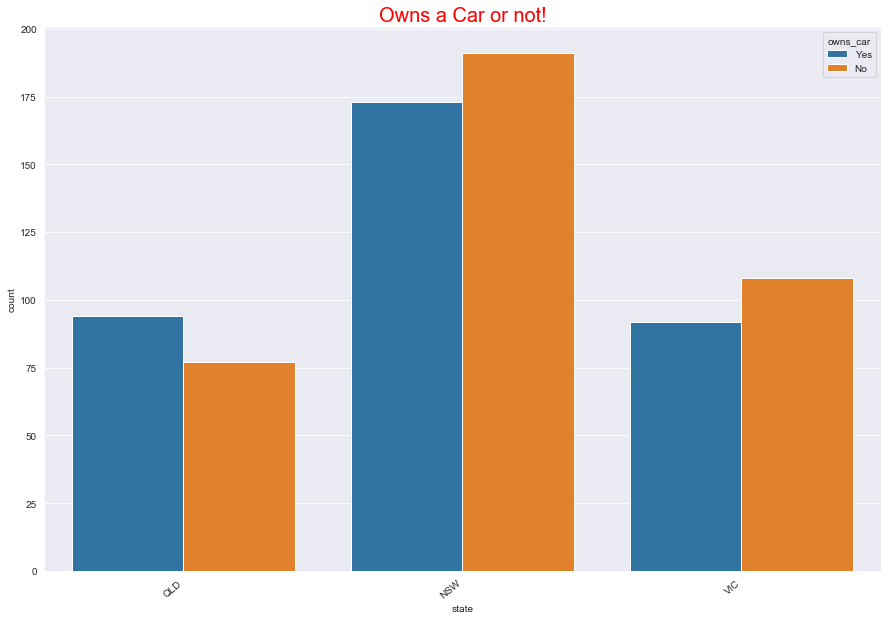 Owns a Car or not!
owns_car
Yes
No
200
175
150
125
100
75
50
25
0
count
QLD
NSW
VIC
state